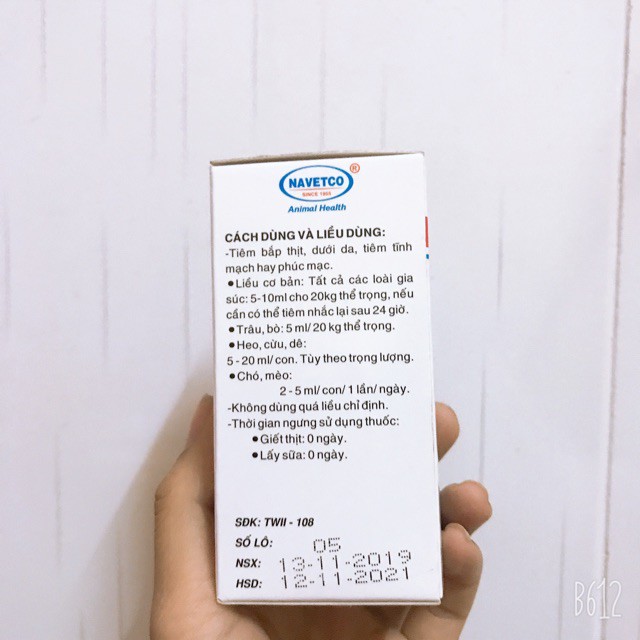 NAVETCO ®
SINCE 1955
Animal Health
CÁCH DÙNG VÀ LIỀU DÙNG:
-Tiêm bắp thịt, dưới da, tiêm tĩnh
mạch hay phúc mạc.
●Liều cơ bản: Tất cả các loài gia
súc: 5-10ml cho 20kg thể trọng, nếu
cần có thể tiêm nhắc lại sau 24 giờ.
●Trâu, bò: 5 ml/ 20 kg thể trọng.
●Heo, cừu, dê:
5 - 20 ml/ con. Tùy theo trọng lượng.
●Chó, mèo:
2 - 5 ml/ con/ 1 lần/ ngày.
-Không dùng quá liều chỉ định.
-Thời gian ngưng sử dụng thuốc:
●Giết thịt: 0 ngày.
●Lấy sữa: 0 ngày.
SĐK: TWII - 108
SỐ LÔ: 05
NSX: 13-11-2019
HSD: 12-11-2021
B612